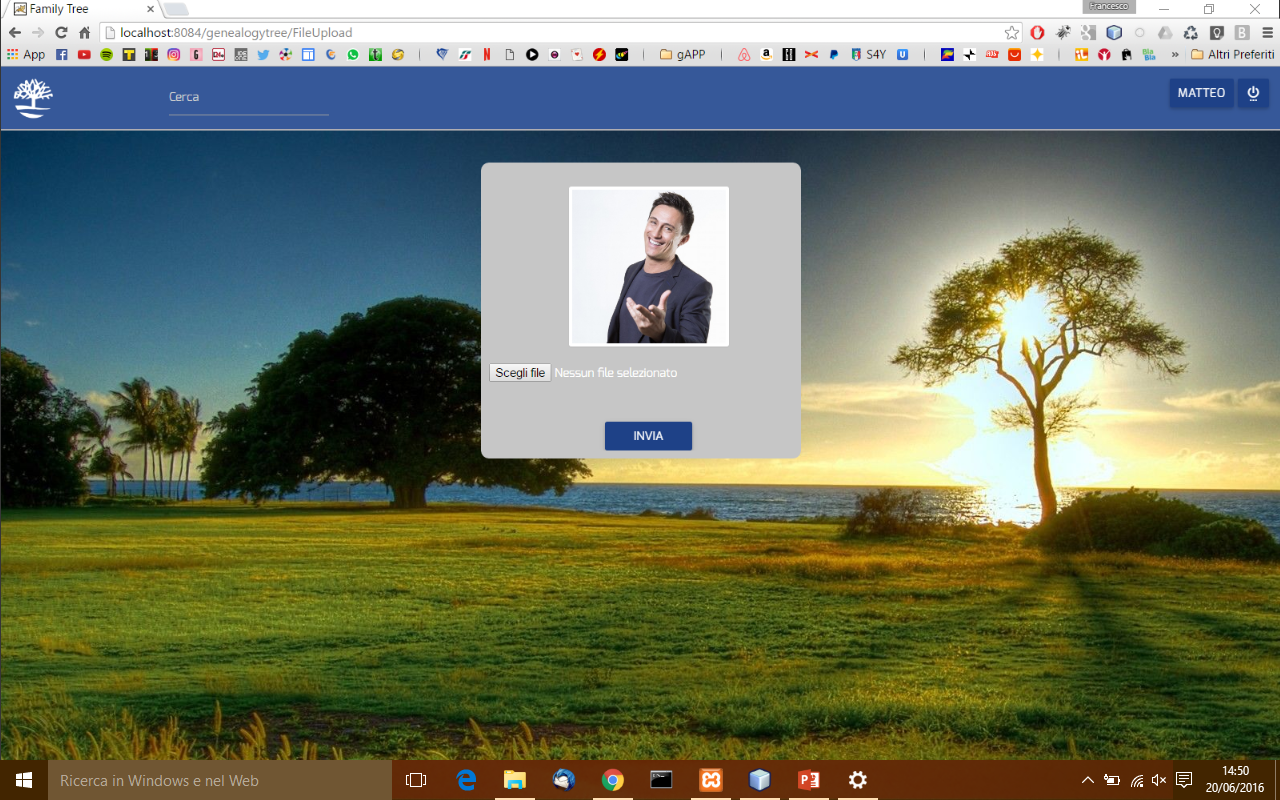 Family Tree
Francesco
localhost:8084/genealogytree/FileUpload
App
gAPP
S4Y
»
Altri Preferiti
Cerca
MATTEO
Scegli file Nessun file selezionato
INVIA
Ricerca in Windows e nel Web
14:50
20/06/2016